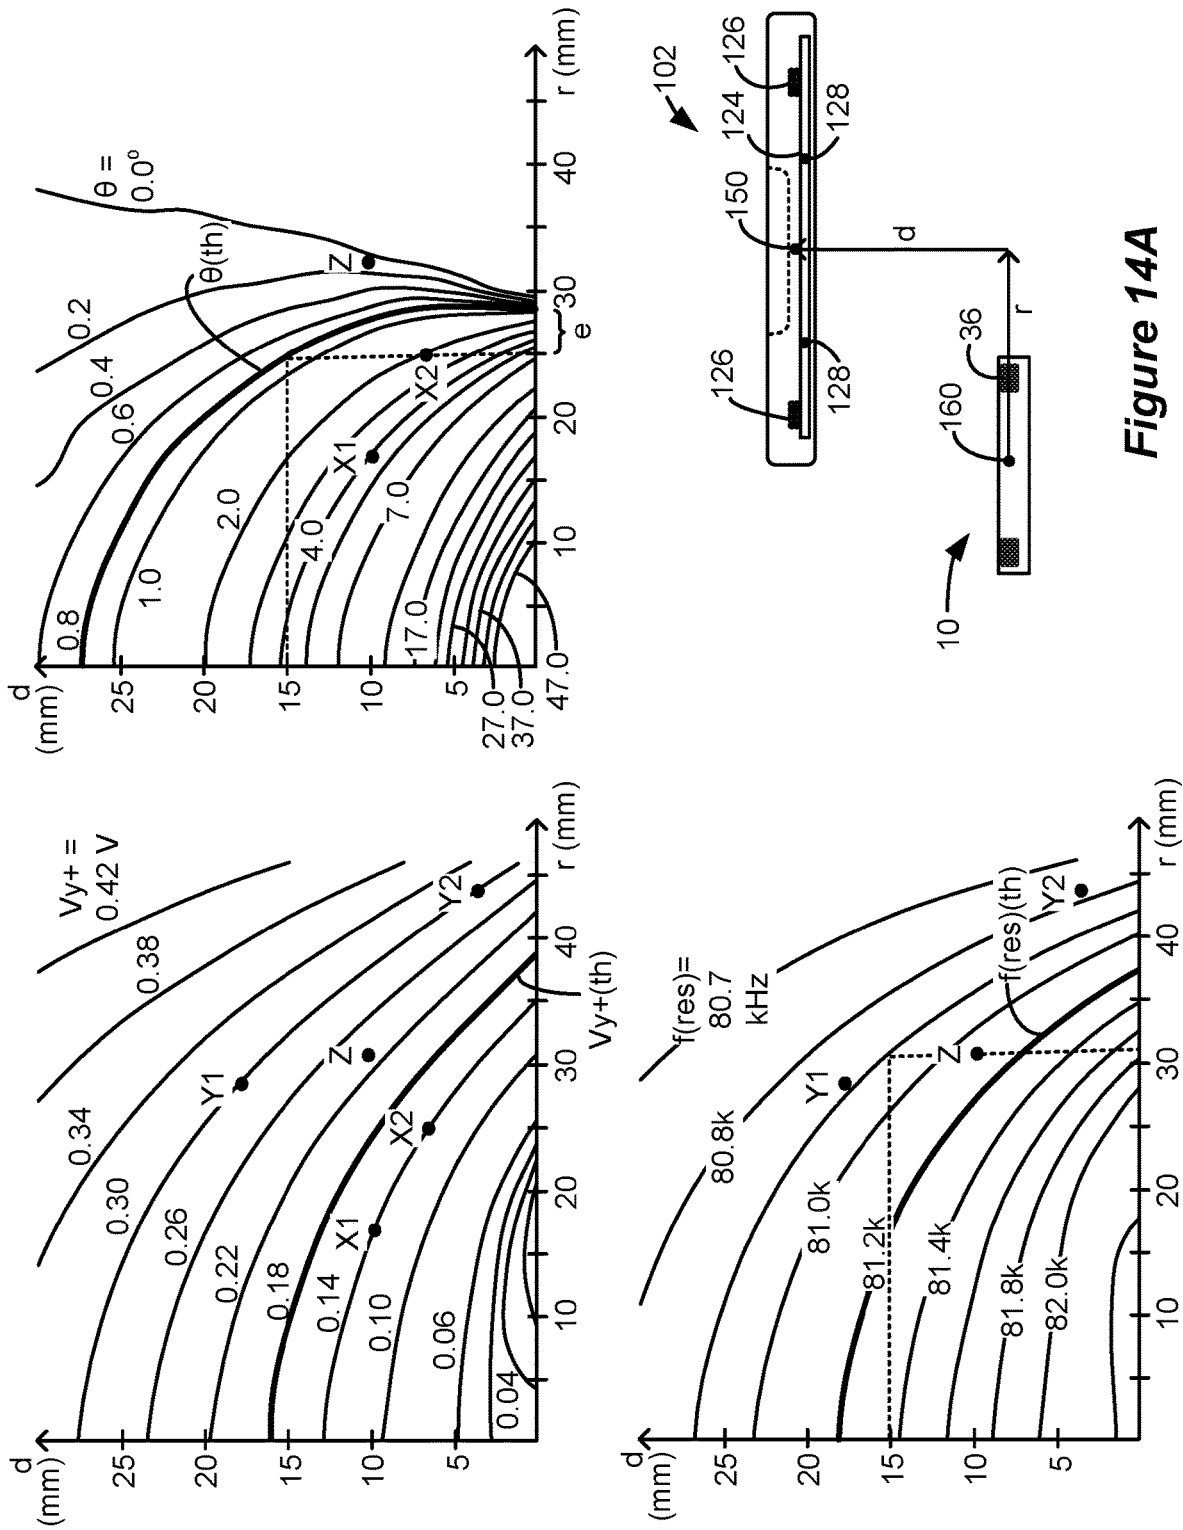 d
(mm)
25
20
15
10
5
10
20
30
40
r (mm)
Vy+ =
0.42 V
0.38
0.34
0.30
0.26
0.22
0.18
0.14
0.10
0.06
0.04
Y1
Y2
Z
X1
X2
Vy+(th)
d
(mm)
25
20
15
10
5
10
20
30
40
r (mm)
θ =
0.0°
θ(th)
0.2
0.4
0.6
0.8
1.0
2.0
4.0
7.0
17.0
27.0
37.0
47.0
X1
X2
Z
e
d
(mm)
25
20
15
10
5
10
20
30
40
r (mm)
f(res)=
80.7
kHz
80.8k
81.0k
81.2k
81.4k
81.8k
82.0k
f(res)(th)
Y1
Y2
Z
102
126
124
150
126
128
128
d
r
36
160
10
Figure 14A